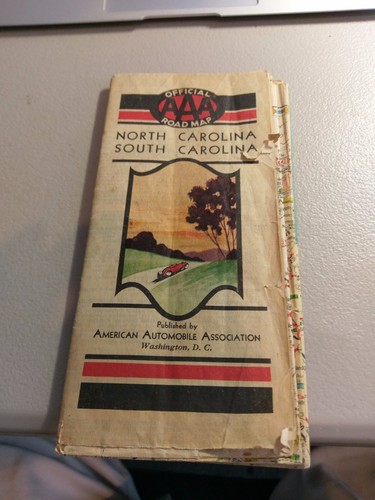 OFFICIAL
AAA
ROAD MAP
NORTH CAROLINA
SOUTH CAROLINA
Published by
AMERICAN AUTOMOBILE ASSOCIATION
Washington, D. C.